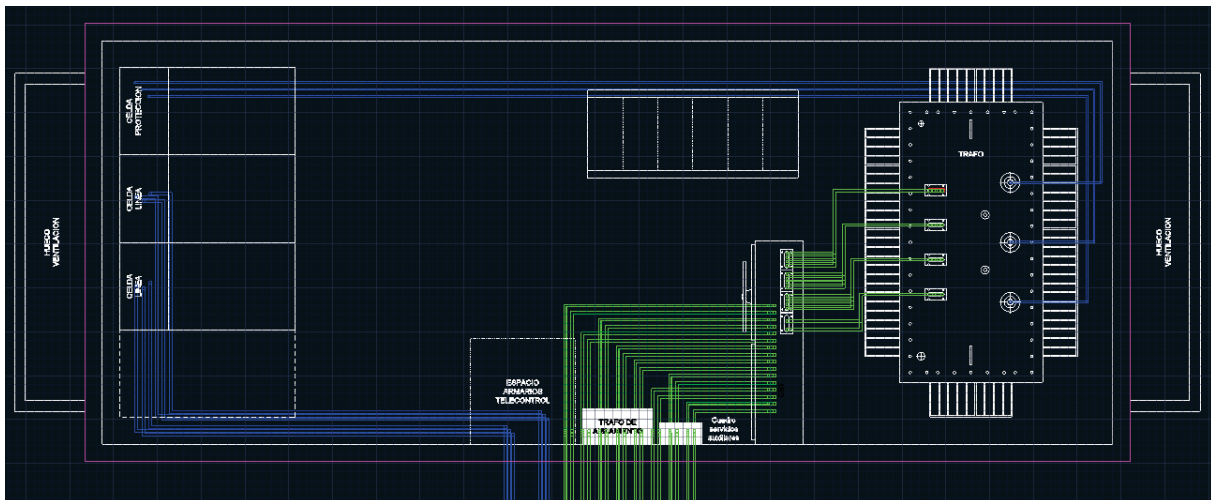 CELDA
PROTECCION
CELDA
LINEA
CELDA
LINEA
HUECO
VENTILACION
TRAFO
HUECO
VENTILACION
ESPACIO
ARMARIOS
TELECONTROL
TRAFO DE
AISLAMIENTO
Cuadro
servicios
auxiliares